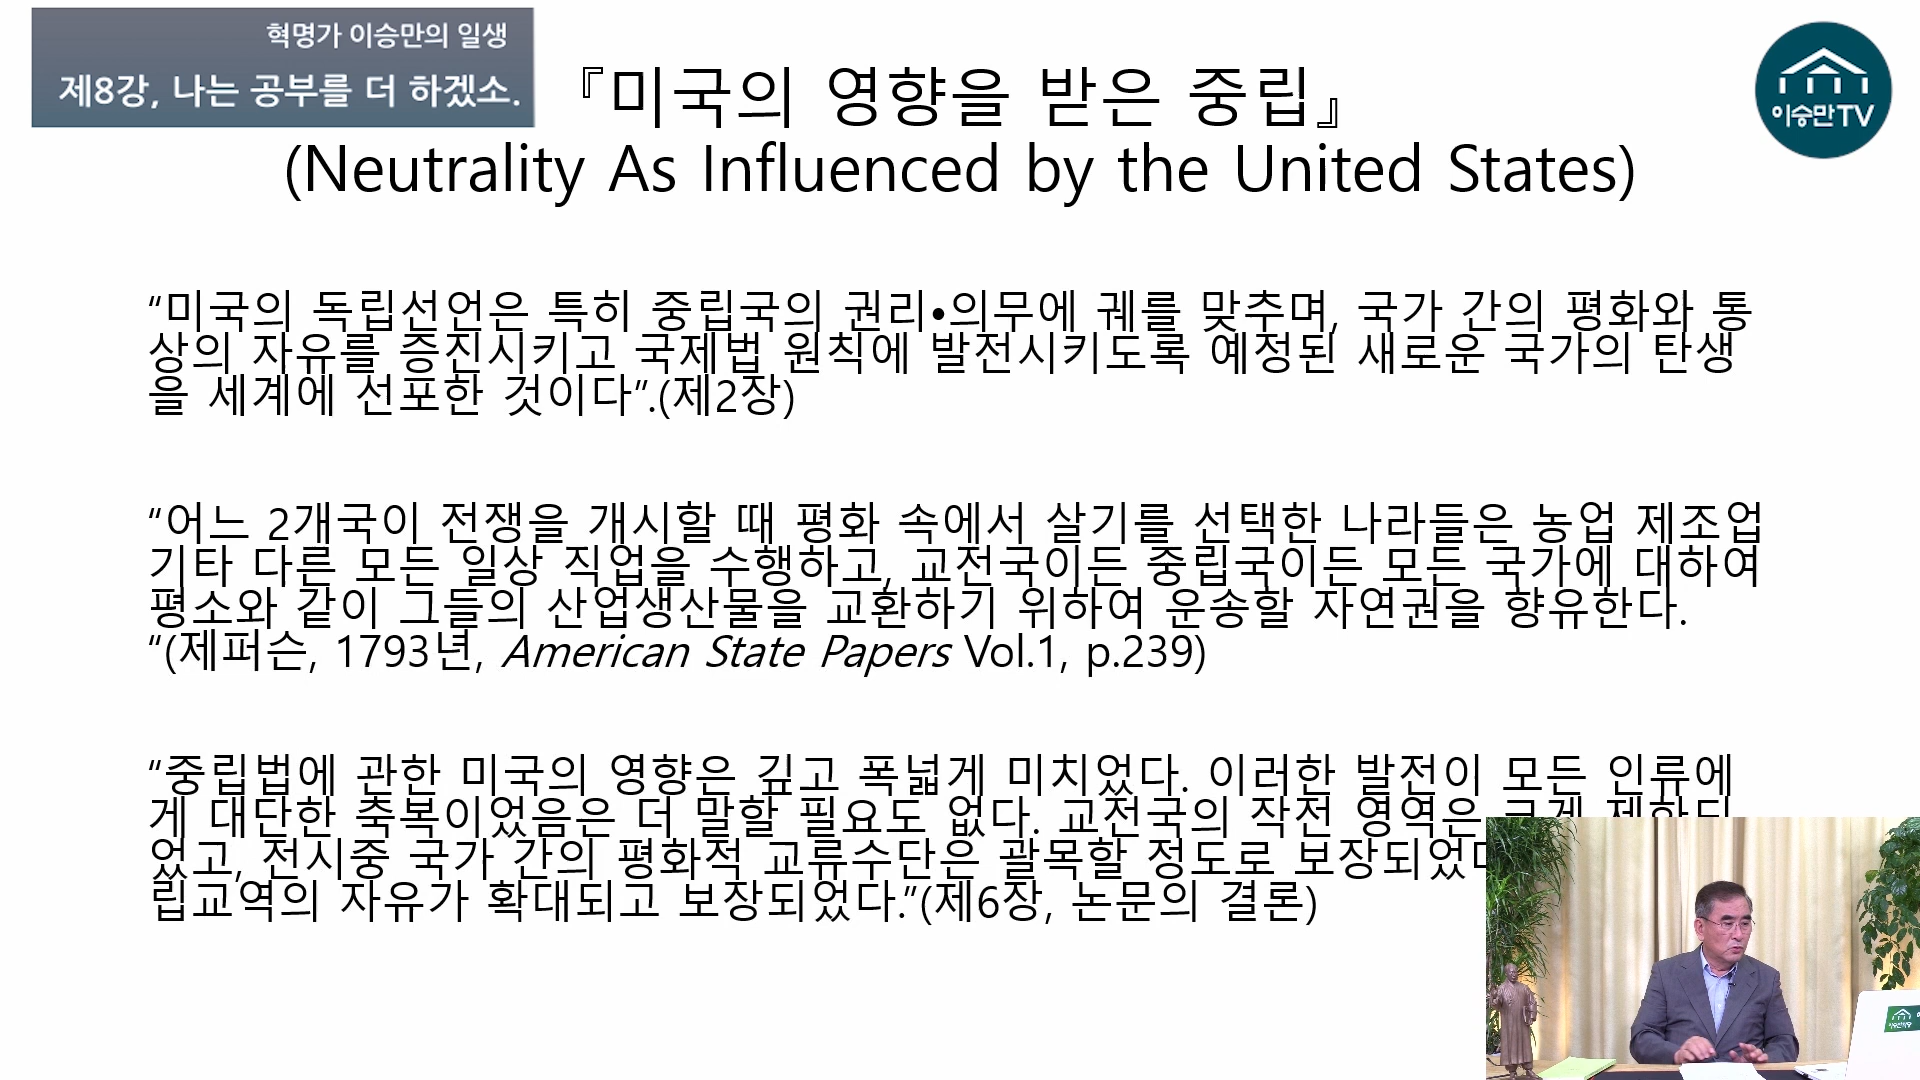 혁명가 이승만의 일생
제8강, 나는 공부를 더 하겠소.
『미국의 영향을 받은 중립』
(Neutrality As Influenced by the United States)
이승만TV
“미국의 독립선언은 특히 중립국의 권리•의무에 궤를 맞추며, 국가 간의 평화와 통
상의 자유를 증진시키고 국제법 원칙에 발전시키도록 예정된 새로운 국가의 탄생
을 세계에 선포한 것이다”.(제2장)
“어느 2개국이 전쟁을 개시할 때 평화 속에서 살기를 선택한 나라들은 농업 제조업
기타 다른 모든 일상 직업을 수행하고, 교전국이든 중립국이든 모든 국가에 대하여
평소와 같이 그들의 산업생산물을 교환하기 위하여 운송할 자연권을 향유한다.
“(제퍼슨, 1793년, American State Papers Vol.1, p.239)
“중립법에 관한 미국의 영향은 깊고 폭넓게 미치었다. 이러한 발전이 모든 인류에
게 대단한 축복이었음은 더 말할 필요도 없다. 교전국의 작전 영역은 크게 제한되
었고, 전시중 국가 간의 평화적 교류수단은 괄목할 정도로 보장되었
립교역의 자유가 확대되고 보장되었다.”(제6장, 논문의 결론)